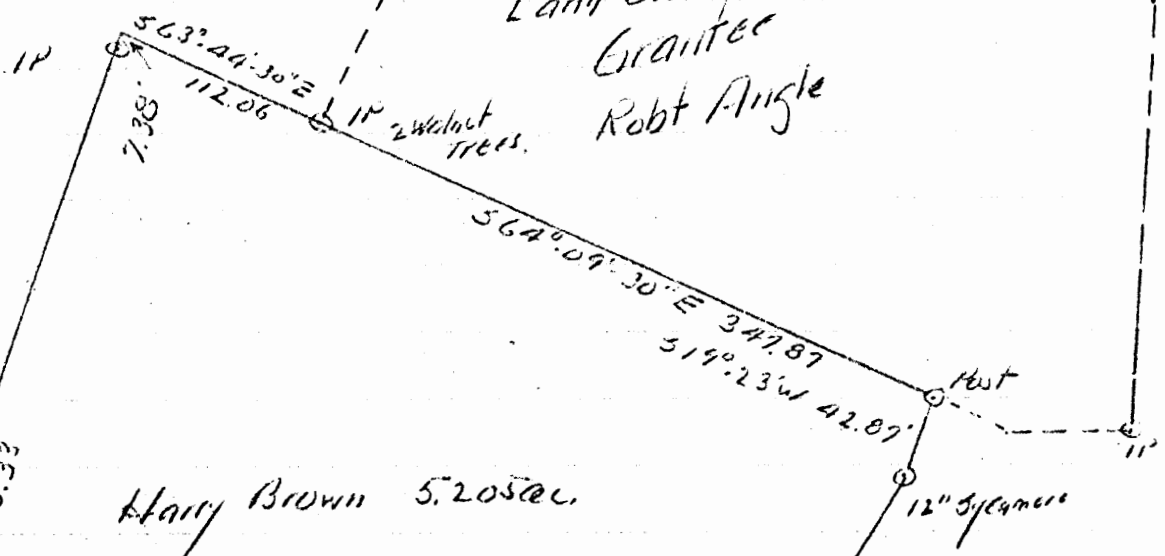 Grantee
Robt Angle
IP
S63°-44'-30"E
112.06
7.38'
IP
2 Walnut
Trees.
S64°-09'-30"E 347.87
S19°-23'W 42.87'
Post
IP
12" Sycamore
Harry Brown 5.205ac.